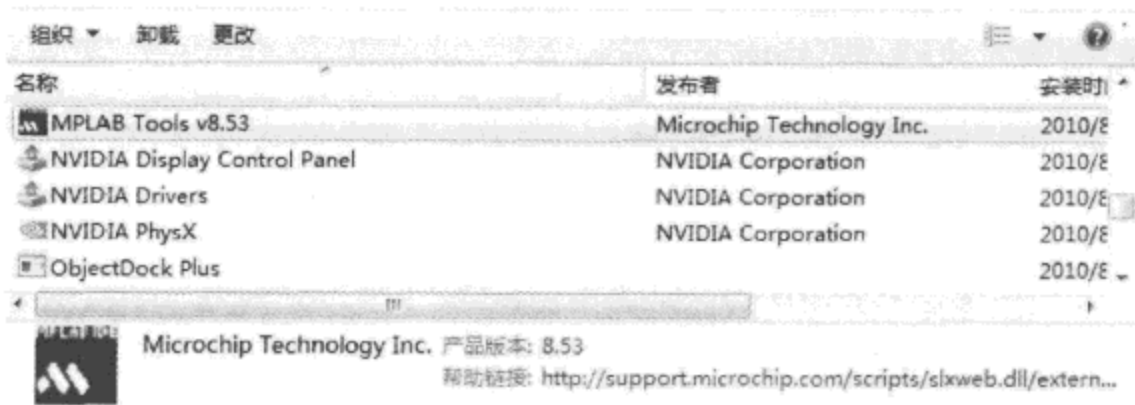 组织 卸载 更改
名称 发布者 安装时
MPLAB Tools v8.53 Microchip Technology Inc. 2010/8
NVIDIA Display Control Panel NVIDIA Corporation 2010/8
NVIDIA Drivers NVIDIA Corporation 2010/8
NVIDIA PhysX NVIDIA Corporation 2010/8
ObjectDock Plus 2010/8
Microchip Technology Inc. 产品版本: 8.53
帮助链接: http://support.microchip.com/scripts/slxweb.dll/extern...